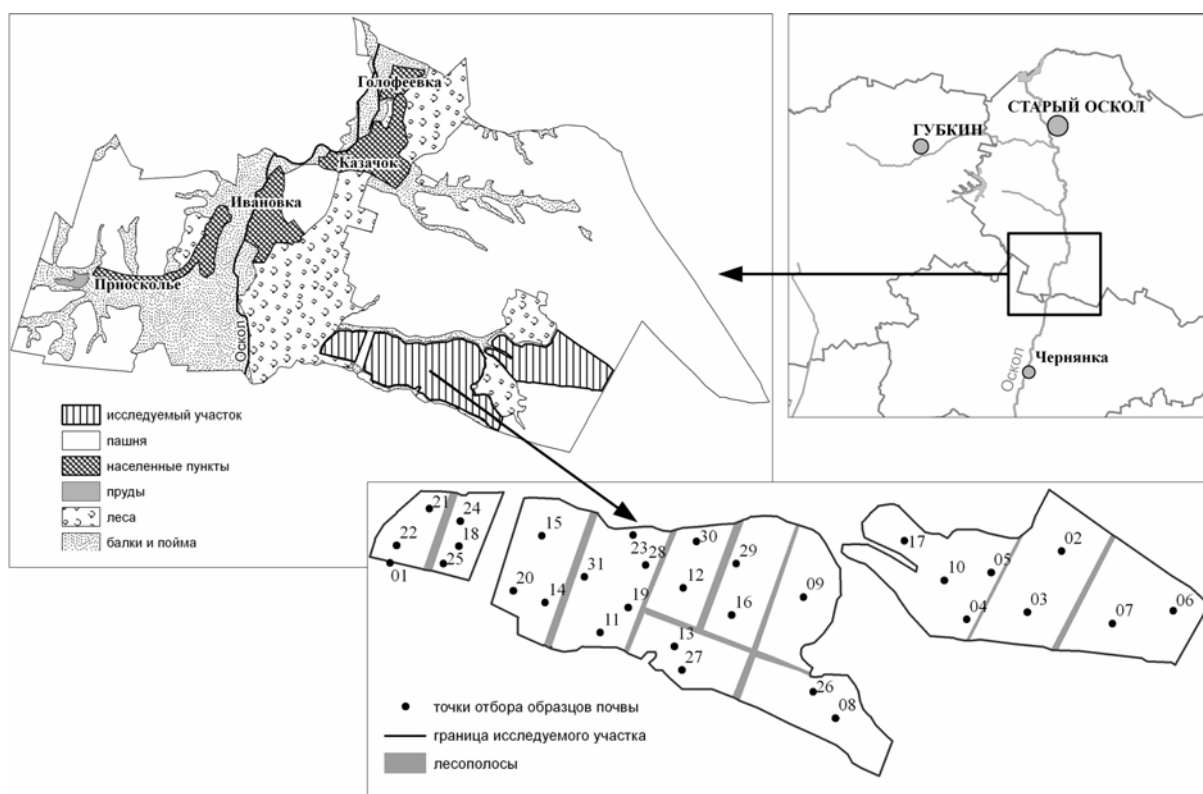 Голофеевка
Казачок
Ивановка
Приосколье
Оскол
исследуемый участок
пашня
населенные пункты
пруды
леса
балки и пойма
СТАРЫЙ ОСКОЛ
ГУБКИН
Чернянка
Оскол
21
24
22
18
01
25
15
23
30
28
29
31
12
20
14
19
16
09
11
13
27
26
08
17
05
02
10
04
03
07
06
точки отбора образцов почвы
граница исследуемого участка
лесополосы